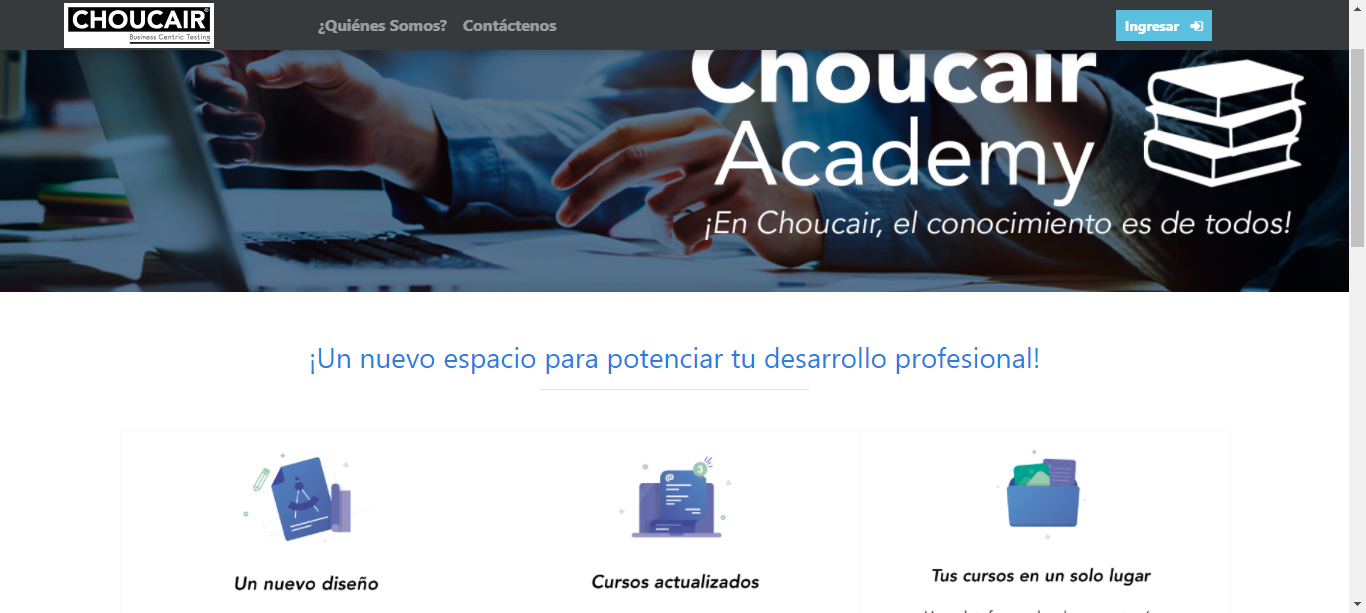 CHOUCAIR®
Business Centric Testing
¿Quiénes Somos? Contáctenos
Ingresar
Choucair
Academy
¡En Choucair, el conocimiento es de todos!
¡Un nuevo espacio para potenciar tu desarrollo profesional!
@
3
Un nuevo diseño
Cursos actualizados
Tus cursos en un solo lugar